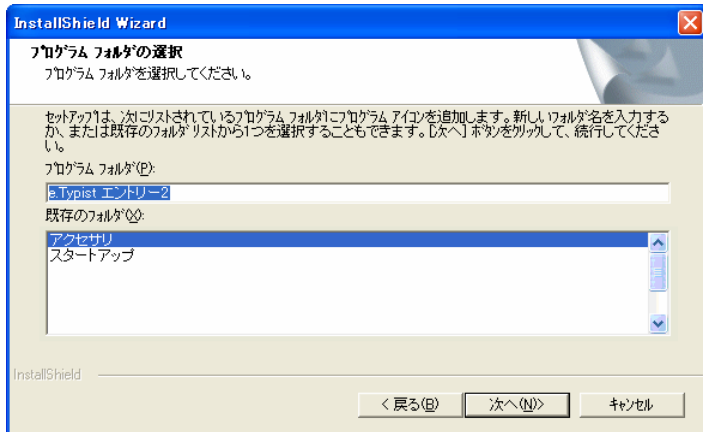 InstallShield Wizard
プログラム フォルダの選択
プログラム フォルダを選択してください。
セットアップは、次にリストされているプログラム フォルダにプログラム アイコンを追加します。新しいフォルダ名を入力する
か、または既存のフォルダ リストから1つを選択することもできます。[次へ] ボタンをクリックして、続行してくださ
い。
プログラム フォルダ(P):
e.Typist エントリー2
既存のフォルダ(X):
アクセサリ
スタートアップ
InstallShield
< 戻る(B) 次へ(N)> キャンセル